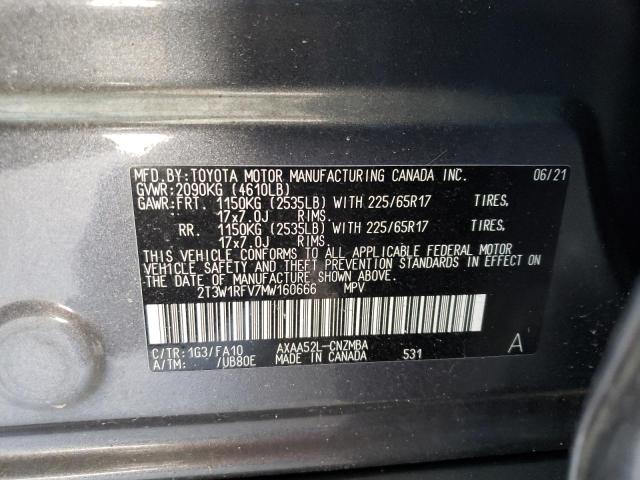 MFD.BY:TOYOTA MOTOR MANUFACTURING CANADA INC. 06/21
GVWR:2090KG (4610LB)
GAWR:FRT. 1150KG (2535LB) WITH 225/65R17 TIRES,
17x7.0J RIMS.
RR. 1150KG (2535LB) WITH 225/65R17 TIRES,
17x7.0J RIMS.
THIS VEHICLE CONFORMS TO ALL APPLICABLE FEDERAL MOTOR
VEHICLE SAFETY AND THEFT PREVENTION STANDARDS IN EFFECT
ON THE DATE OF MANUFACTURE SHOWN ABOVE.
2T3W1RFV7MW160666 MPV
C/TR:1G3/FA10 AXAA52L-CNZMBA
A/TM: /UB80E MADE IN CANADA 531 A